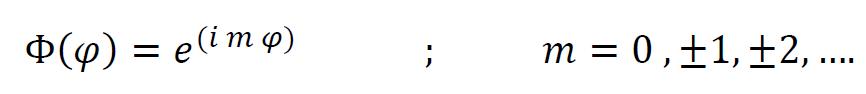 Φ(φ) = e^(i m φ) ; m = 0 , ±1, ±2, ....